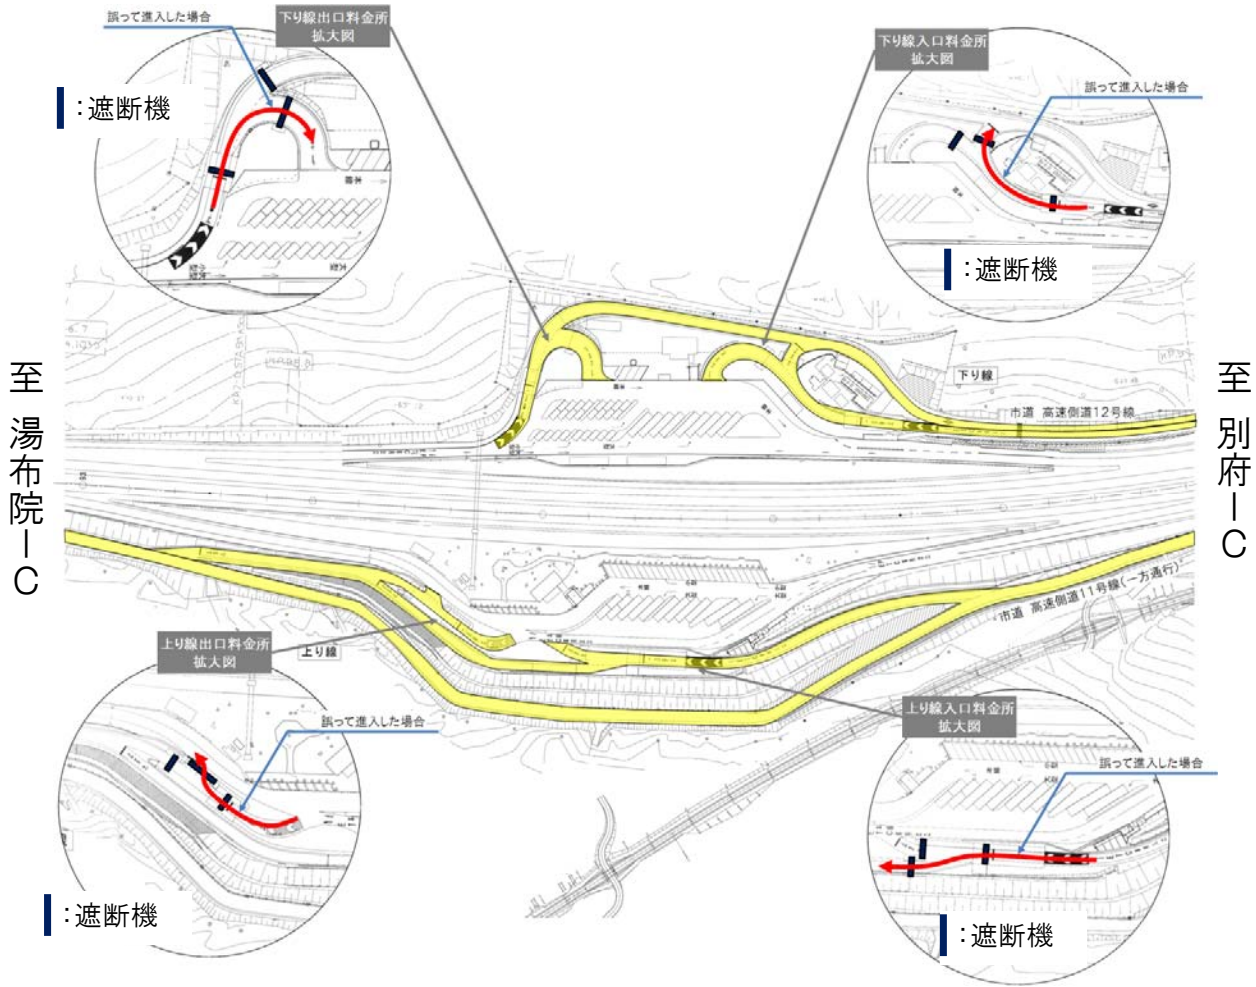 誤って進入した場合
下り線出口料金所
拡大図
:遮断機
下り線入口料金所
拡大図
誤って進入した場合
:遮断機
至 湯布院IC
至 別府IC
下り線
市道 高速側道12号線
市道 高速側道11号線(一方通行)
上り線出口料金所
拡大図
上り線
誤って進入した場合
:遮断機
上り線入口料金所
拡大図
誤って進入した場合
:遮断機